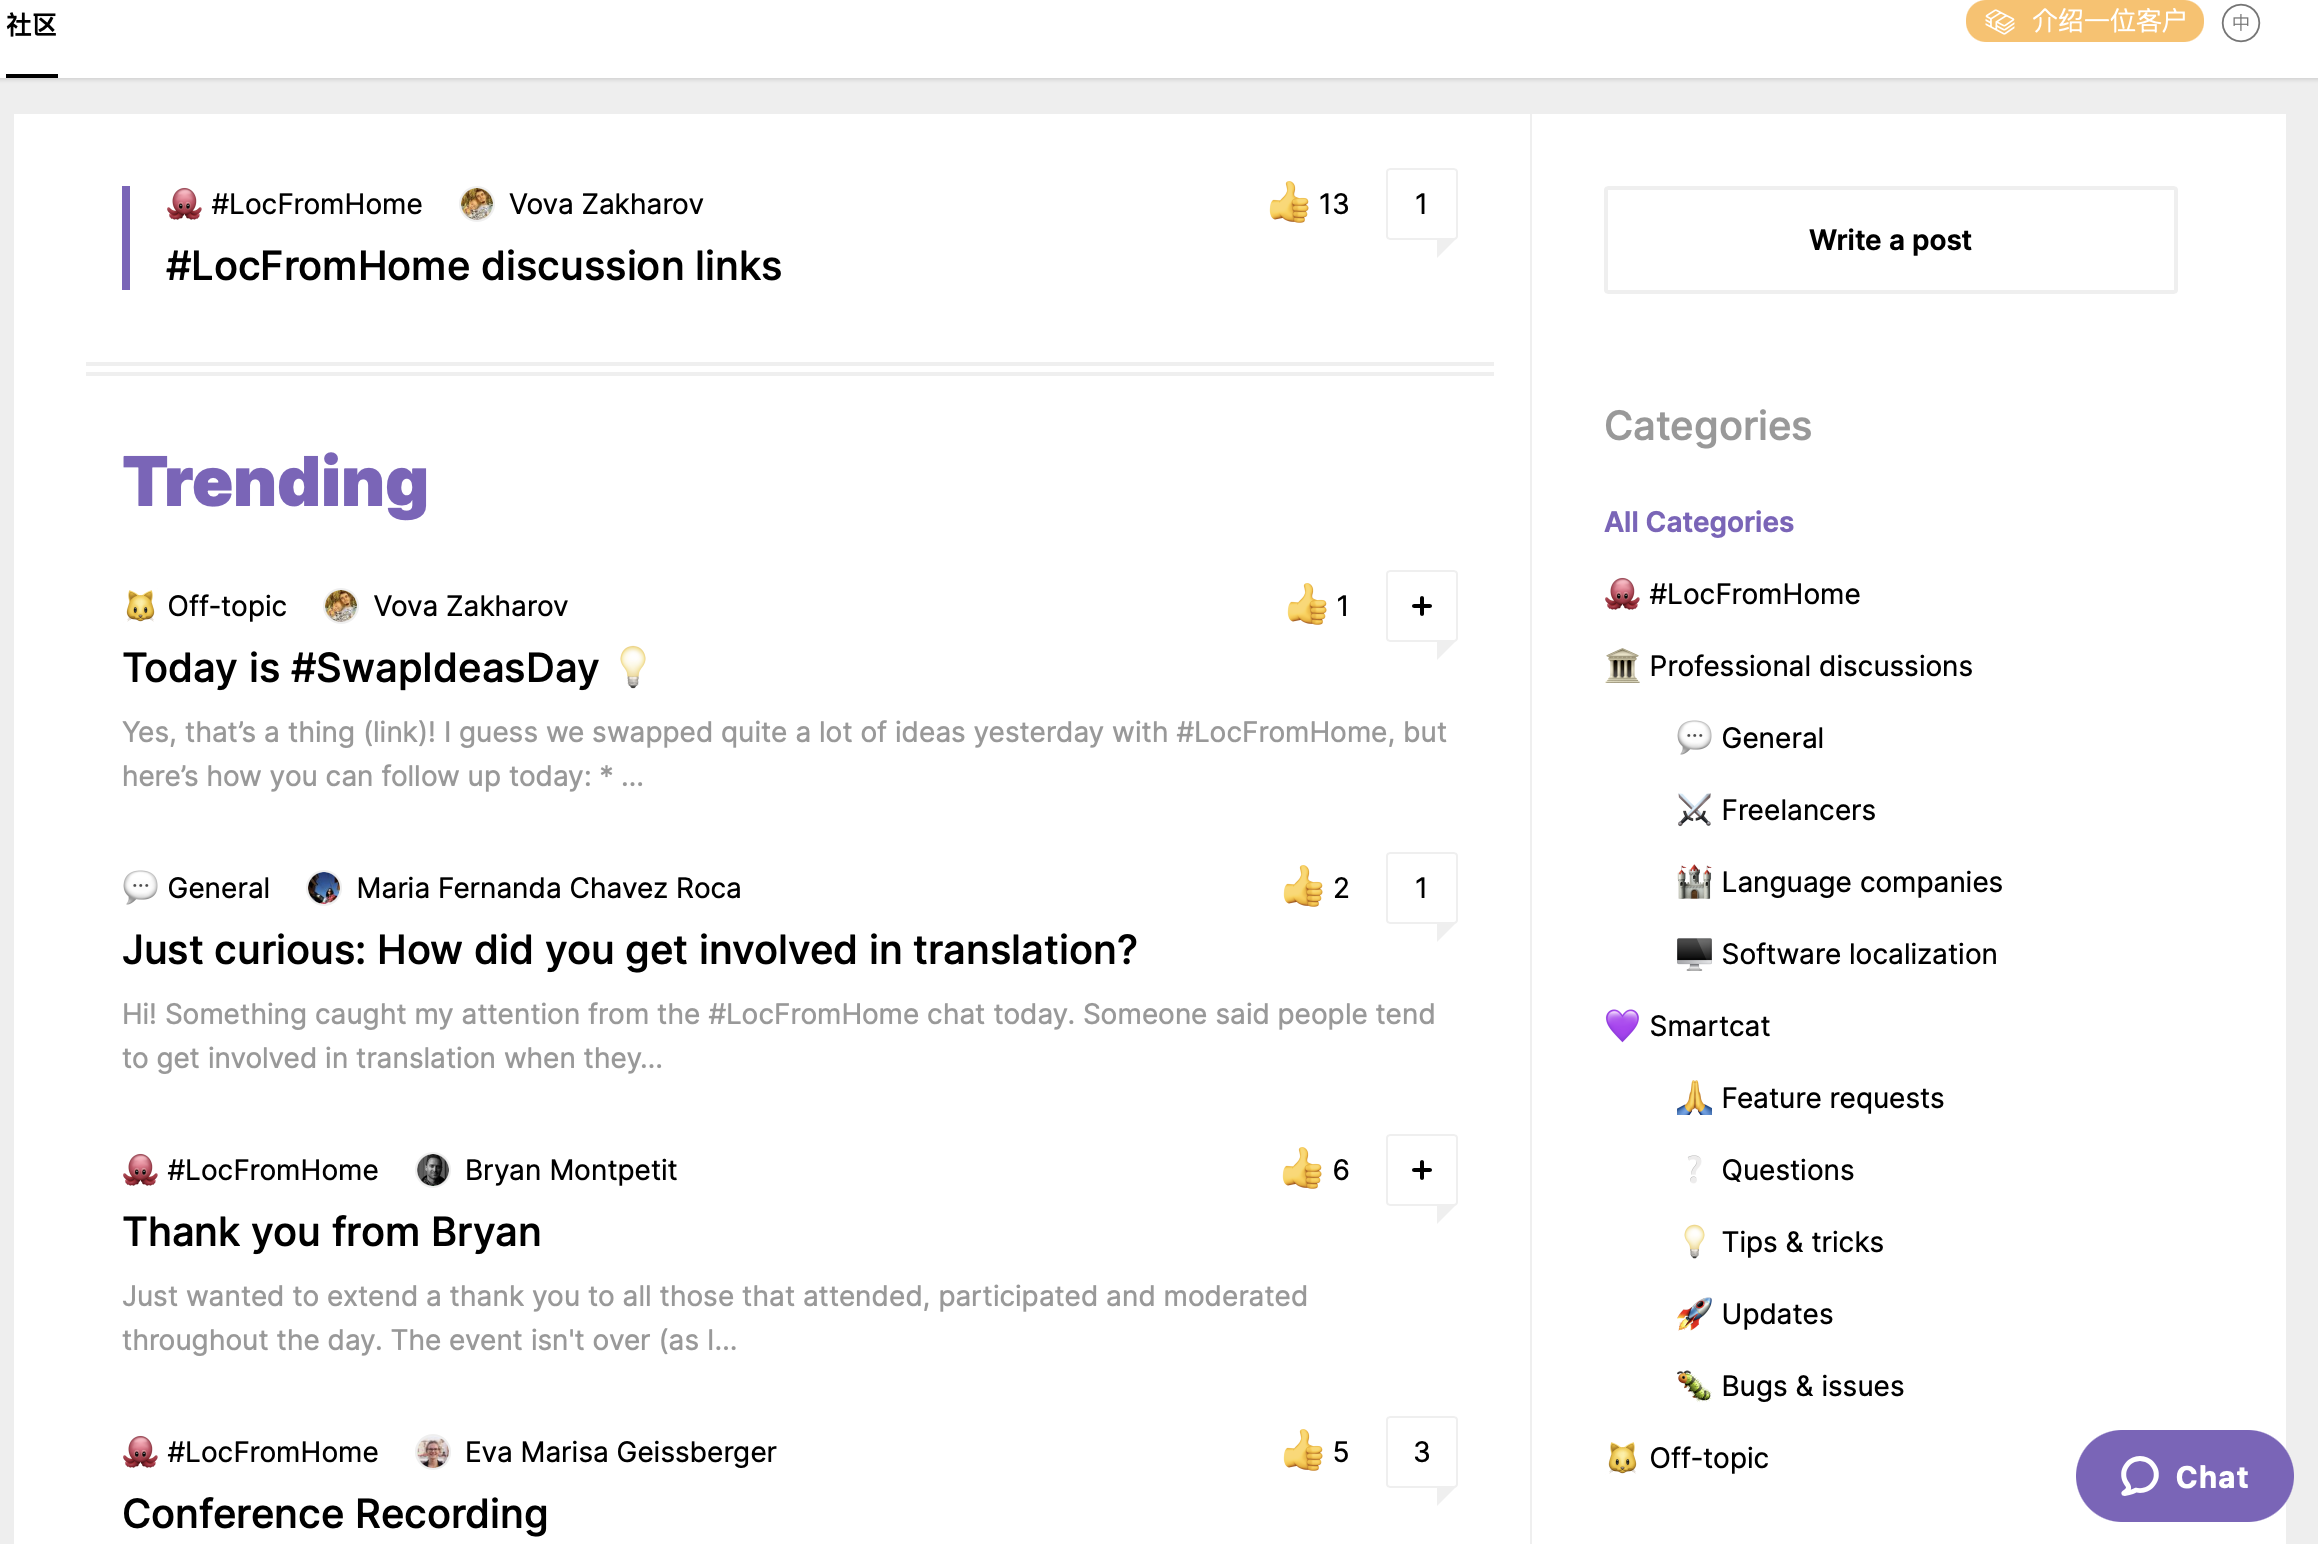 社区
介绍一位客户
中
#LocFromHome Vova Zakharov 13 1
#LocFromHome discussion links
Trending
Off-topic Vova Zakharov 1 +
Today is #SwapIdeasDay
Yes, that’s a thing (link)! I guess we swapped quite a lot of ideas yesterday with #LocFromHome, but
here’s how you can follow up today: * ...
General Maria Fernanda Chavez Roca 2 1
Just curious: How did you get involved in translation?
Hi! Something caught my attention from the #LocFromHome chat today. Someone said people tend
to get involved in translation when they...
#LocFromHome Bryan Montpetit 6 +
Thank you from Bryan
Just wanted to extend a thank you to all those that attended, participated and moderated
throughout the day. The event isn't over (as I...
#LocFromHome Eva Marisa Geissberger 5 3
Conference Recording
Write a post
Categories
All Categories
#LocFromHome
Professional discussions
General
Freelancers
Language companies
Software localization
Smartcat
Feature requests
Questions
Tips & tricks
Updates
Bugs & issues
Off-topic
Chat